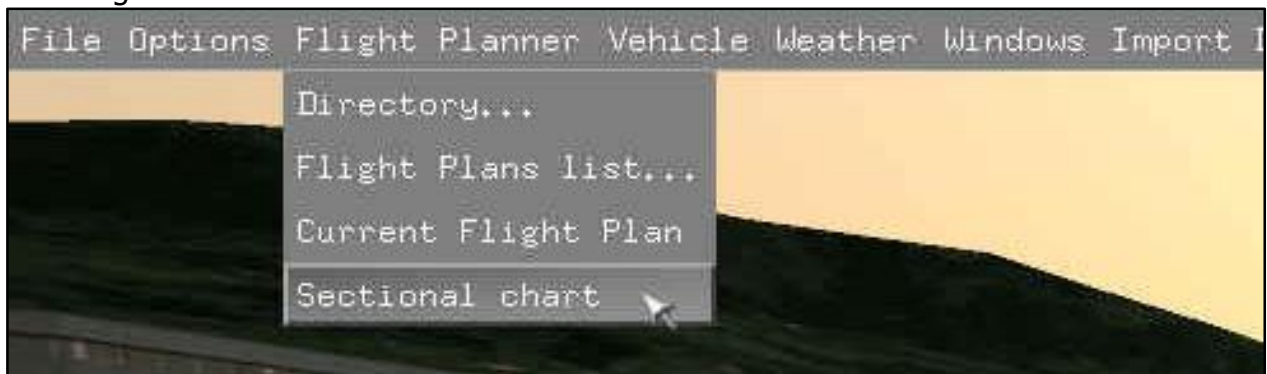 File Options Flight Planner Vehicle Weather Windows Import
Directory...
Flight Plans list...
Current Flight Plan
Sectional chart